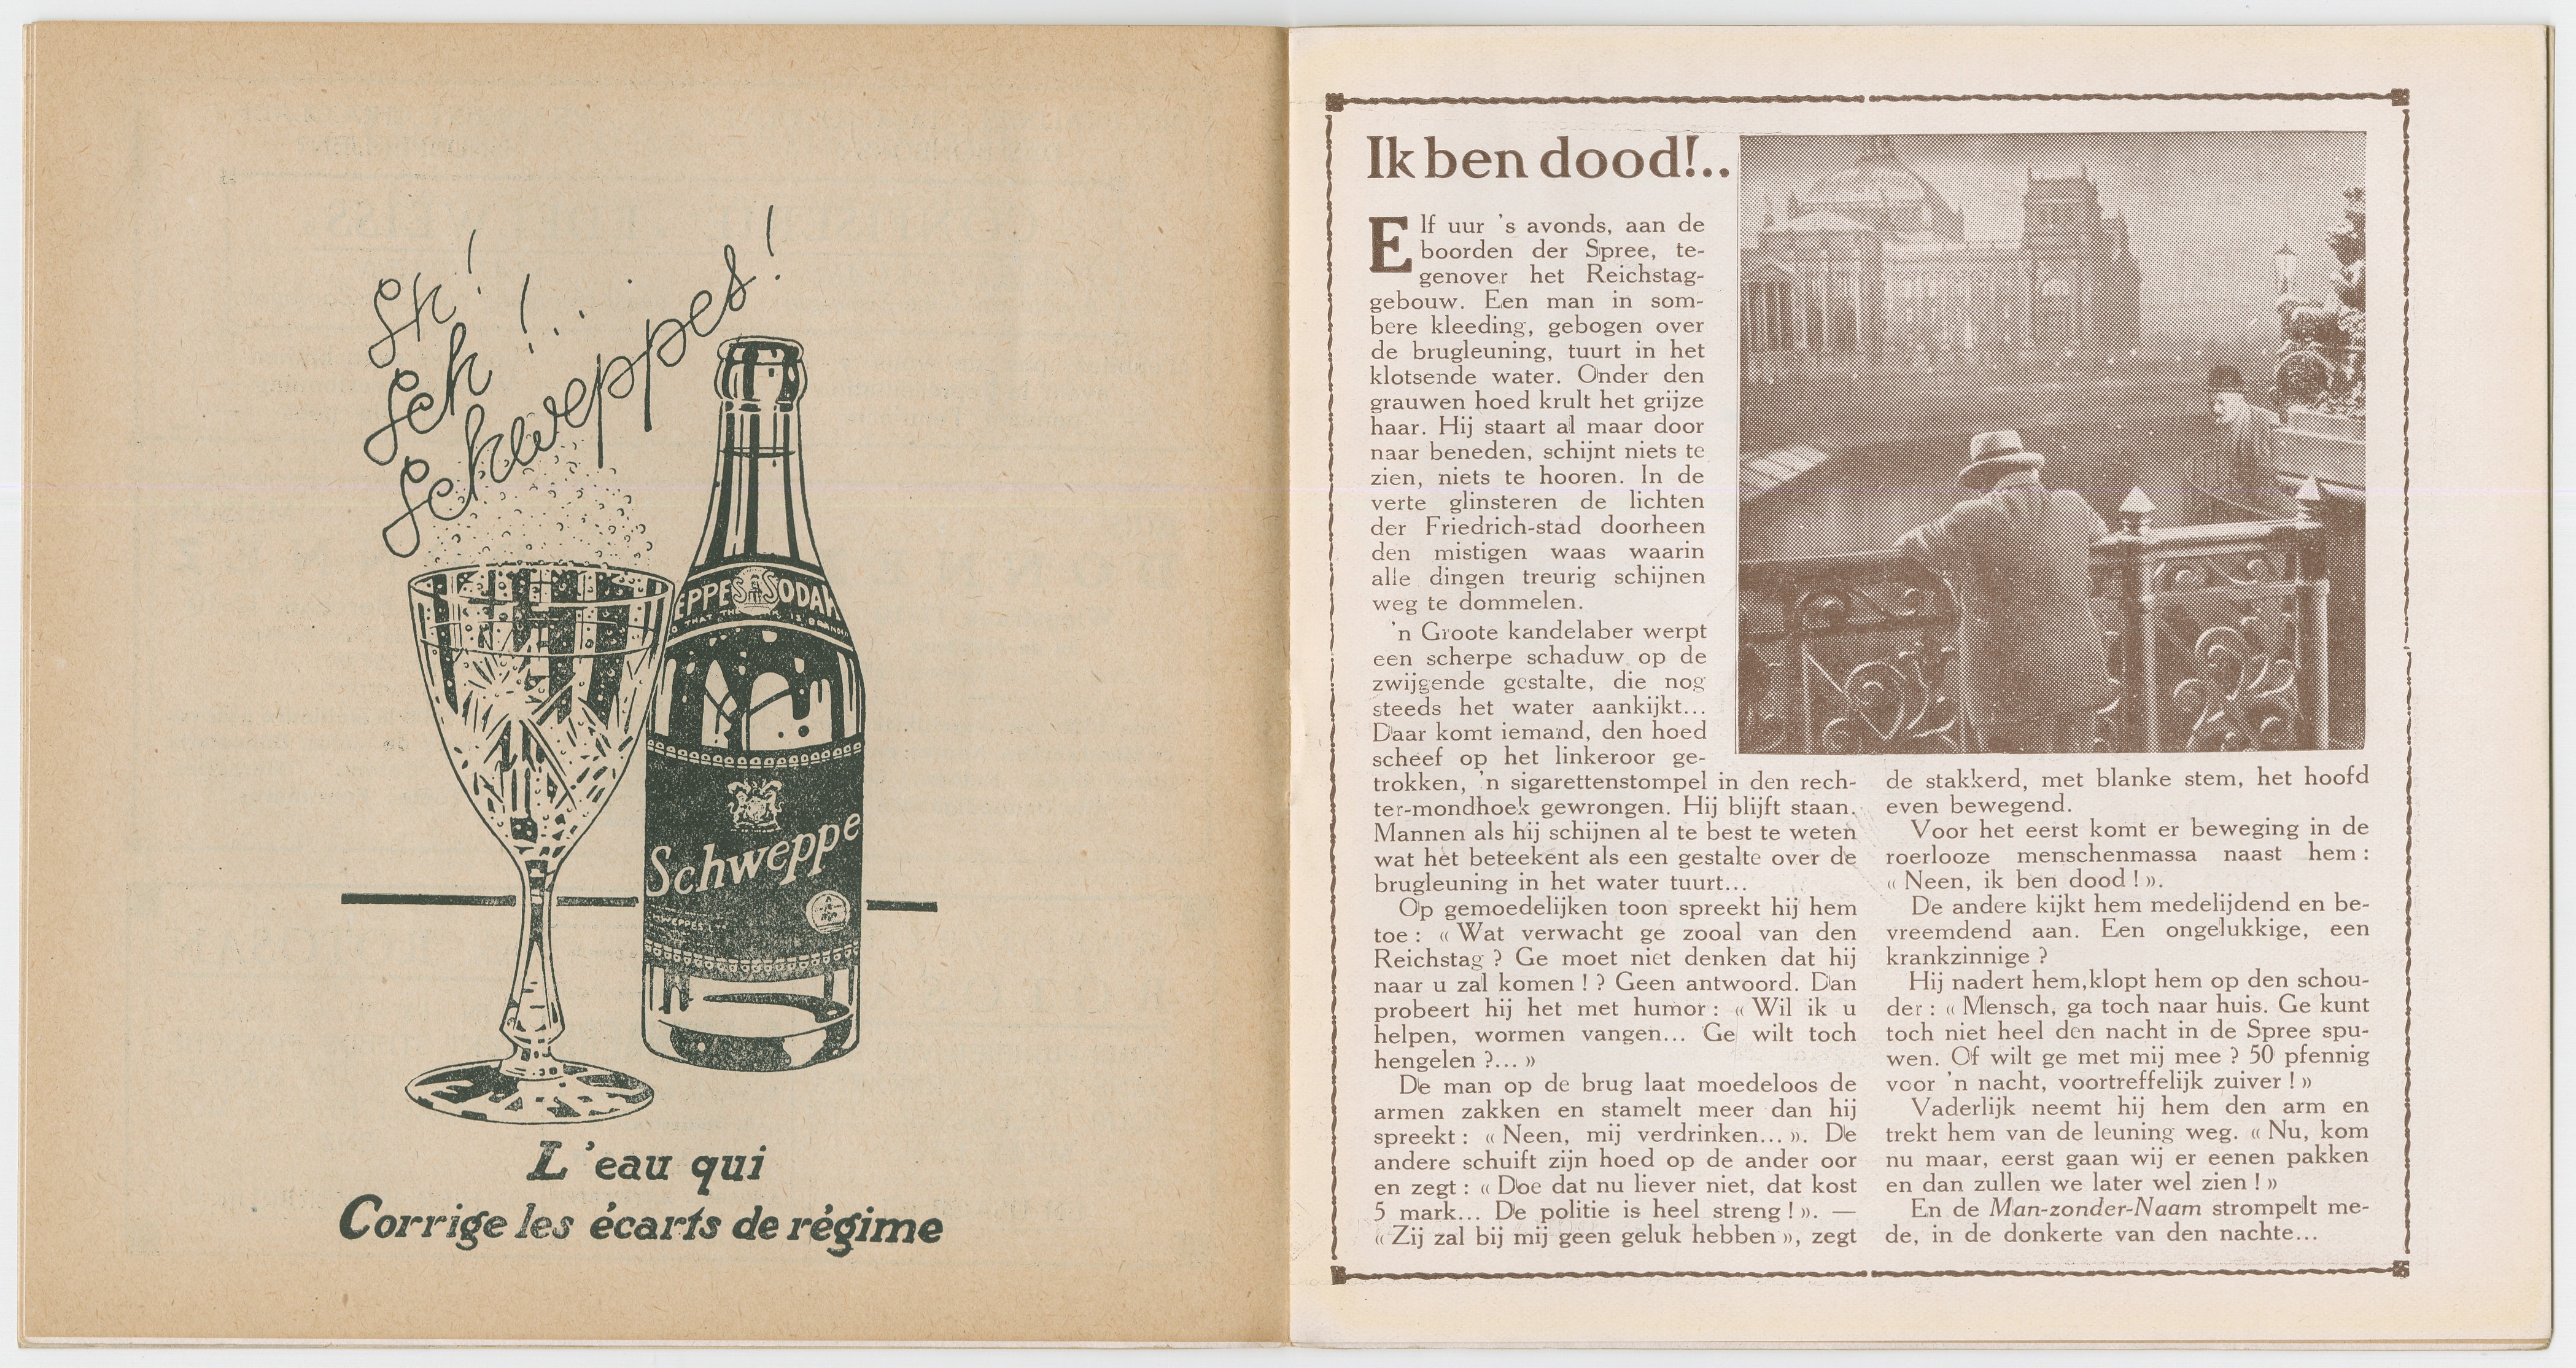 Sh!
Sch!..
Schweppes!
EPPES SODA
THAT
Schweppe
L'eau qui
Corrige les écarts de régime
Ik ben dood!..
Elf uur 's avonds, aan de
boorden der Spree, te-
genover het Reichstag-
gebouw. Een man in som-
bere kleeding, gebogen over
de brugleuning, tuurt in het
klotsende water. Onder den
grauwen hoed krult het grijze
haar. Hij staart al maar door
naar beneden, schijnt niets te
zien, niets te hooren. In de
verte glinsteren de lichten
der Friedrich-stad doorheen
den mistigen waas waarin
alle dingen treurig schijnen
weg te dommelen.
'n Groote kandelaber werpt
een scherpe schaduw op de
zwijgende gestalte, die nog
steeds het water aankijkt...
Daar komt iemand, den hoed
scheef op het linkeroor ge-
trokken, 'n sigarettenstompel in den rech-
ter-mondhoek gewrongen. Hij blijft staan.
Mannen als hij schijnen al te best te weten
wat het beteekent als een gestalte over de
brugleuning in het water tuurt...
Op gemoedelijken toon spreekt hij hem
toe : « Wat verwacht ge zooal van den
Reichstag ? Ge moet niet denken dat hij
naar u zal komen ! ? Geen antwoord. Dan
probeert hij het met humor : « Wil ik u
helpen, wormen vangen... Ge wilt toch
hengelen ?... »
De man op de brug laat moedeloos de
armen zakken en stamelt meer dan hij
spreekt : « Neen, mij verdrinken... ». De
andere schuift zijn hoed op de ander oor
en zegt : « Doe dat nu liever niet, dat kost
5 mark... De politie is heel streng ! ». —
« Zij zal bij mij geen geluk hebben », zegt
de stakkerd, met blanke stem, het hoofd
even bewegend.
Voor het eerst komt er beweging in de
roerlooze menschenmassa naast hem :
« Neen, ik ben dood ! ».
De andere kijkt hem medelijdend en be-
vreemdend aan. Een ongelukkige, een
krankzinnige ?
Hij nadert hem,klopt hem op den schou-
der : « Mensch, ga toch naar huis. Ge kunt
toch niet heel den nacht in de Spree spu-
wen. Of wilt ge met mij mee ? 50 pfennig
voor 'n nacht, voortreffelijk zuiver ! »
Vaderlijk neemt hij hem den arm en
trekt hem van de leuning weg. « Nu, kom
nu maar, eerst gaan wij er eenen pakken
en dan zullen we later wel zien ! »
En de Man-zonder-Naam strompelt me-
de, in de donkerte van den nachte...